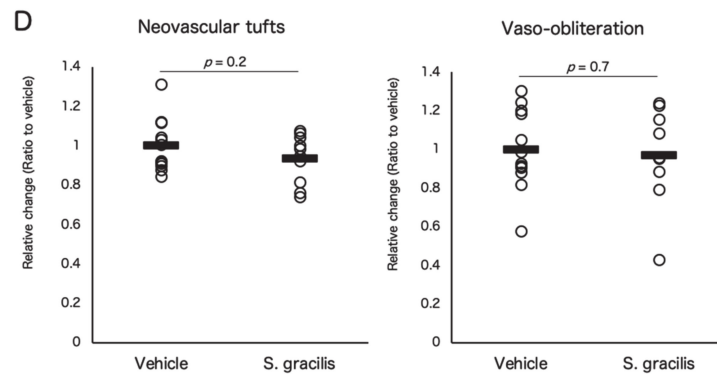 D
Neovascular tufts
Relative change (Ratio to vehicle)
p = 0.2
1.4
1.2
1
0.8
0.6
0.4
0.2
0
Vehicle
S. gracilis
Vaso-obliteration
Relative change (Ratio to vehicle)
p = 0.7
1.4
1.2
1
0.8
0.6
0.4
0.2
0
Vehicle
S. gracilis